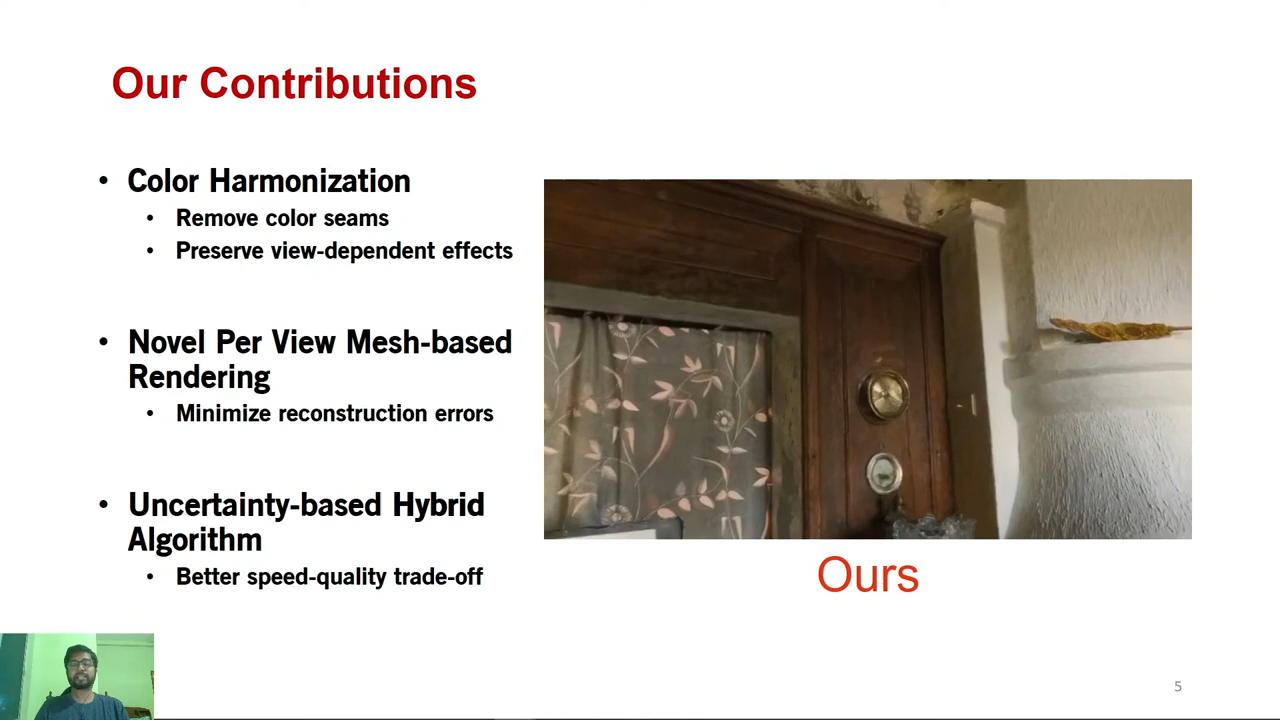 Our Contributions
• Color Harmonization
• Remove color seams
• Preserve view-dependent effects
• Novel Per View Mesh-based
Rendering
• Minimize reconstruction errors
• Uncertainty-based Hybrid
Algorithm
• Better speed-quality trade-off
Ours
5